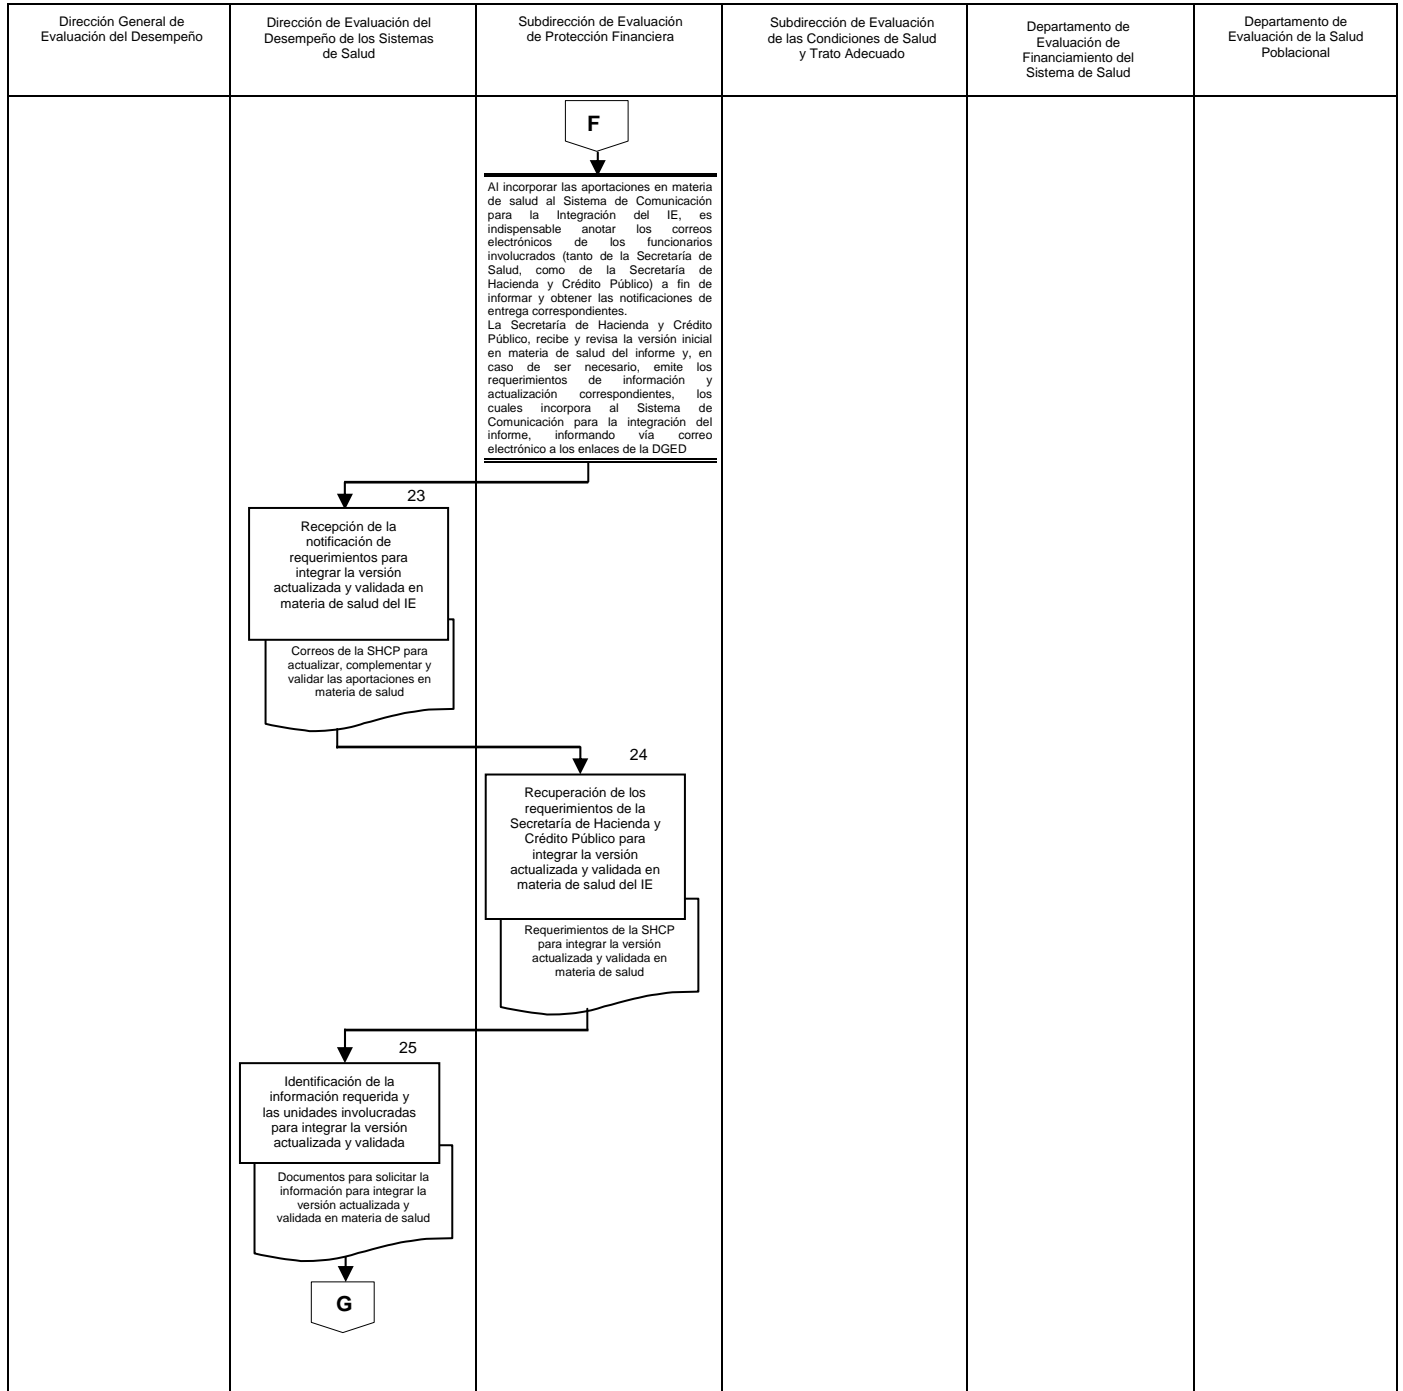 Dirección General de
Evaluación del Desempeño
Dirección de Evaluación del
Desempeño de los Sistemas
de Salud
Subdirección de Evaluación
de Protección Financiera
Subdirección de Evaluación
de las Condiciones de Salud
y Trato Adecuado
Departamento de
Evaluación de
Financiamiento del
Sistema de Salud
Departamento de
Evaluación de la Salud
Poblacional
F
Al incorporar las aportaciones en materia
de salud al Sistema de Comunicación
para la Integración del IE, es
indispensable anotar los correos
electrónicos de los funcionarios
involucrados (tanto de la Secretaría de
Salud, como de la Secretaría de
Hacienda y Crédito Público) a fin de
informar y obtener las notificaciones de
entrega correspondientes.
La Secretaría de Hacienda y Crédito
Público, recibe y revisa la versión inicial
en materia de salud del informe y, en
caso de ser necesario, emite los
requerimientos de información y
actualización correspondientes, los
cuales incorpora al Sistema de
Comunicación para la integración del
informe, informando vía correo
electrónico a los enlaces de la DGED
23
Recepción de la
notificación de
requerimientos para
integrar la versión
actualizada y validada en
materia de salud del IE
Correos de la SHCP para
actualizar, complementar y
validar las aportaciones en
materia de salud
24
Recuperación de los
requerimientos de la
Secretaría de Hacienda y
Crédito Público para
integrar la versión
actualizada y validada en
materia de salud del IE
Requerimientos de la SHCP
para integrar la versión
actualizada y validada en
materia de salud
25
Identificación de la
información requerida y
las unidades involucradas
para integrar la versión
actualizada y validada
Documentos para solicitar la
información para integrar la
versión actualizada y
validada en materia de salud
G